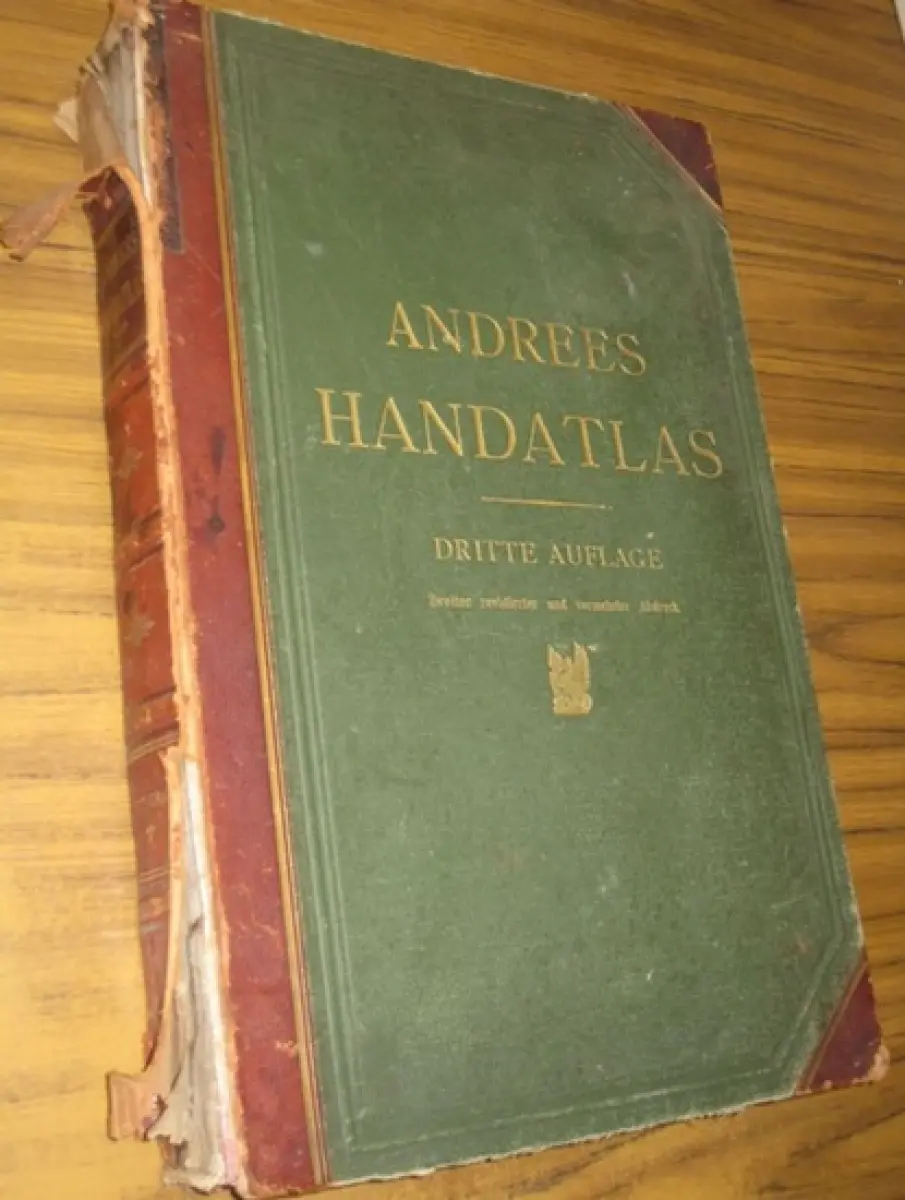 ANDREES
HANDATLAS
DRITTE AUFLAGE
Zweiter revidierter und vermehrter Abdruck